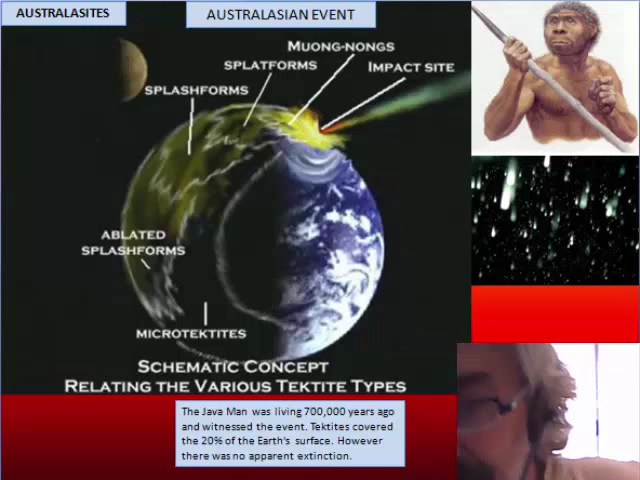 AUSTRALASITES
AUSTRALASIAN EVENT
MUONG-NONGS
SPLATFORMS
IMPACT SITE
SPLASHFORMS
ABLATED
SPLASHFORMS
MICROTEKTITES
SCHEMATIC CONCEPT
RELATING THE VARIOUS TEKTITE TYPES
The Java Man was living 700,000 years ago
and witnessed the event. Tektites covered
the 20% of the Earth's surface. However
there was no apparent extinction.